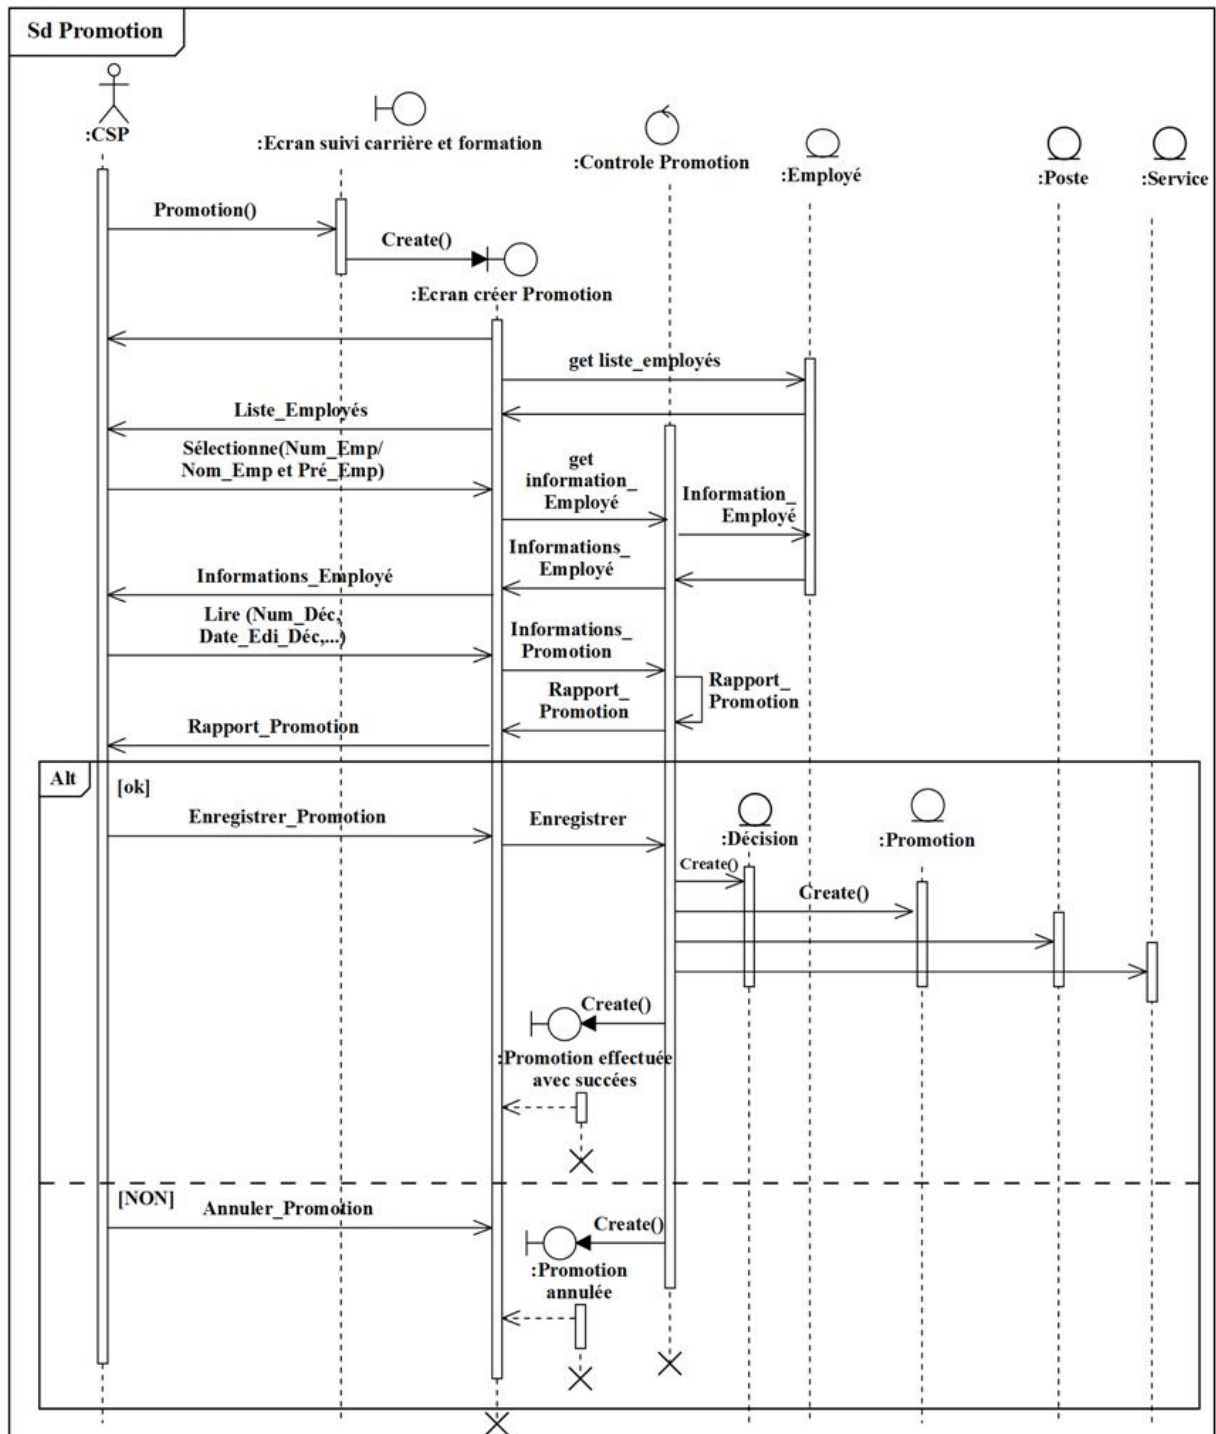 Sd Promotion
:CSP
:Ecran suivi carrière et formation
:Controle Promotion
:Employé
:Poste
:Service
Promotion()
Create()
:Ecran créer Promotion
get liste_employés
Liste_Employés
Sélectionne(Num_Emp/
Nom_Emp et Pré_Emp)
get
information_
Employé
Information_
Employé
Informations_
Employé
Informations_Employé
Lire (Num_Déc,
Date_Edi_Déc,...)
Informations_
Promotion
Rapport_
Promotion
Rapport_
Promotion
Rapport_Promotion
Alt
[ok]
Enregistrer_Promotion
Enregistrer
:Décision
:Promotion
Create()
Create()
Create()
:Promotion effectuée
avec succées
[NON]
Annuler_Promotion
Create()
:Promotion
annulée